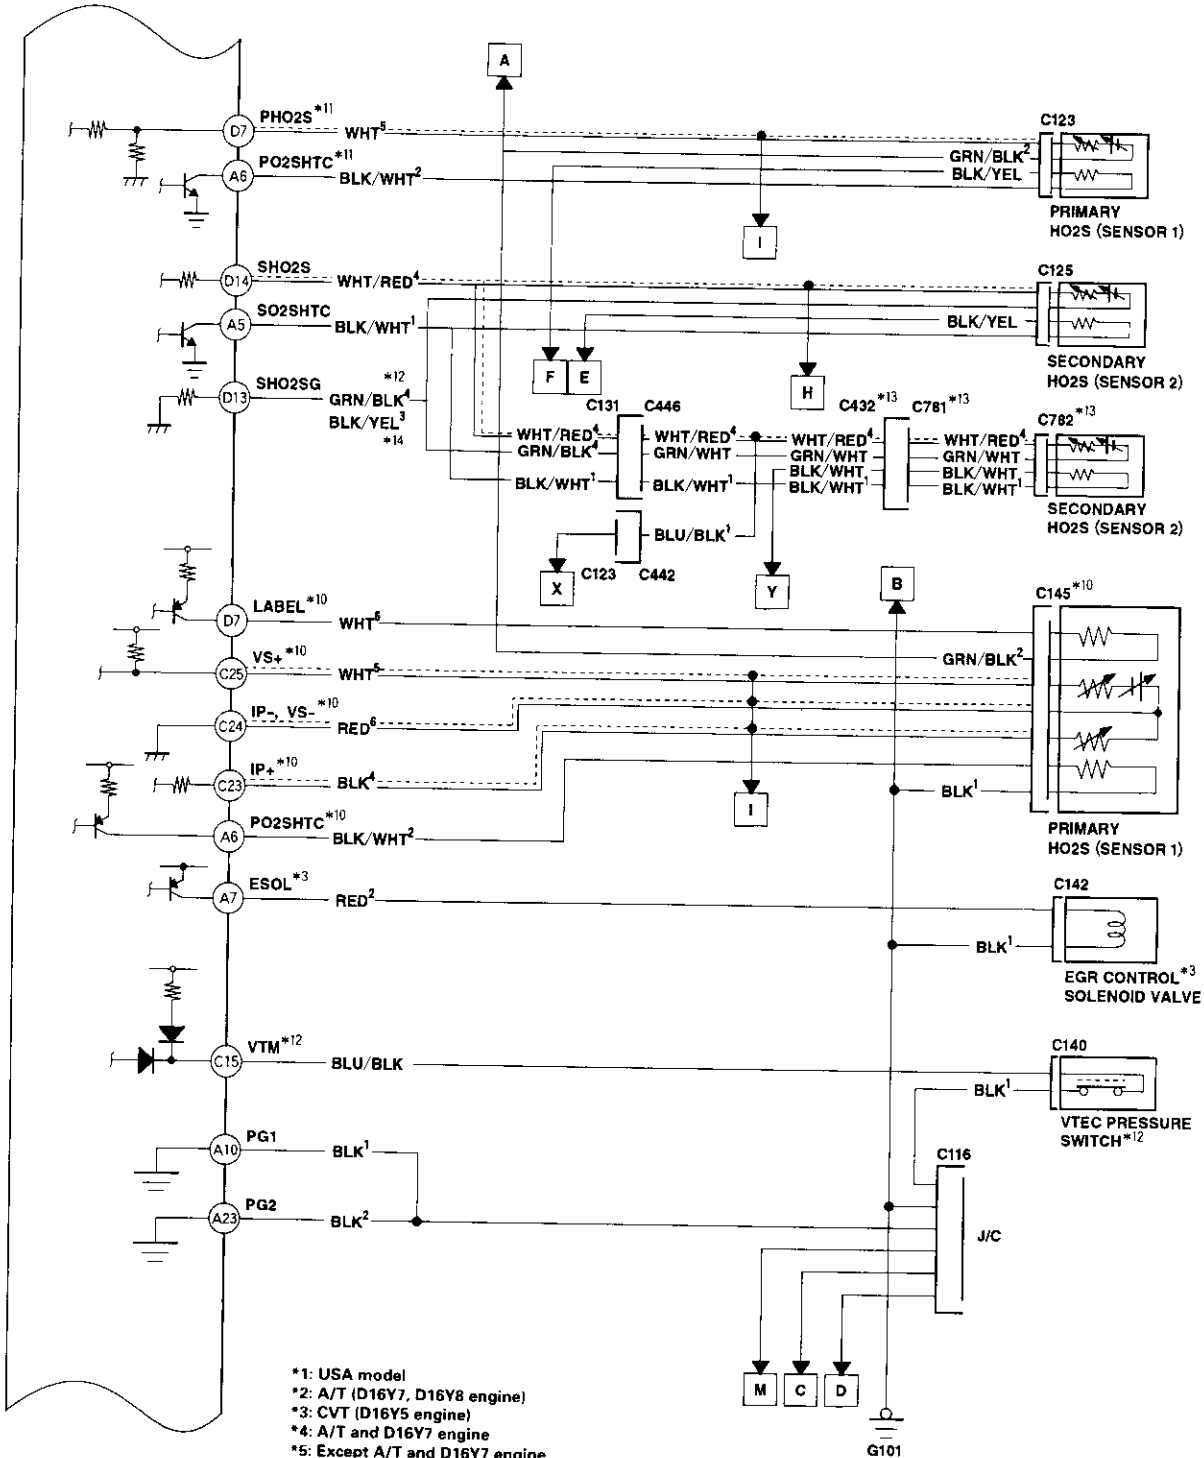 A
PHO2S*11
D7
WHT5
C123
GRN/BLK2
BLK/YEL
PO2SHTC*11
A6
BLK/WHT2
PRIMARY
HO2S (SENSOR 1)
I
SHO2S
D14
WHT/RED4
C125
SO2SHTC
A5
BLK/WHT1
BLK/YEL
SECONDARY
HO2S (SENSOR 2)
F
E
H
SHO2SG
D13
*12
GRN/BLK4
BLK/YEL3
*14
C131
C446
C432*13
C781*13
C782*13
WHT/RED4
WHT/RED4
WHT/RED4
WHT/RED4
GRN/BLK4
GRN/WHT
GRN/WHT
GRN/WHT
BLK/WHT
BLK/WHT
BLK/WHT1
BLK/WHT1
BLK/WHT1
BLK/WHT1
SECONDARY
HO2S (SENSOR 2)
BLU/BLK1
X
C123
C442
Y
B
LABEL*10
D7
WHT6
C145*10
GRN/BLK2
VS+*10
C25
WHT5
IP-, VS-*10
C24
RED6
IP+*10
C23
BLK4
I
BLK1
PO2SHTC*10
A6
BLK/WHT2
PRIMARY
HO2S (SENSOR 1)
ESOL*3
A7
RED2
C142
BLK1
EGR CONTROL*3
SOLENOID VALVE
VTM*12
C15
BLU/BLK
C140
BLK1
VTEC PRESSURE
SWITCH*12
PG1
A10
BLK1
C116
PG2
A23
BLK2
J/C
M
C
D
G101
*1: USA model
*2: A/T (D16Y7, D16Y8 engine)
*3: CVT (D16Y5 engine)
*4: A/T and D16Y7 engine
*5: Except A/T and D16Y7 engine